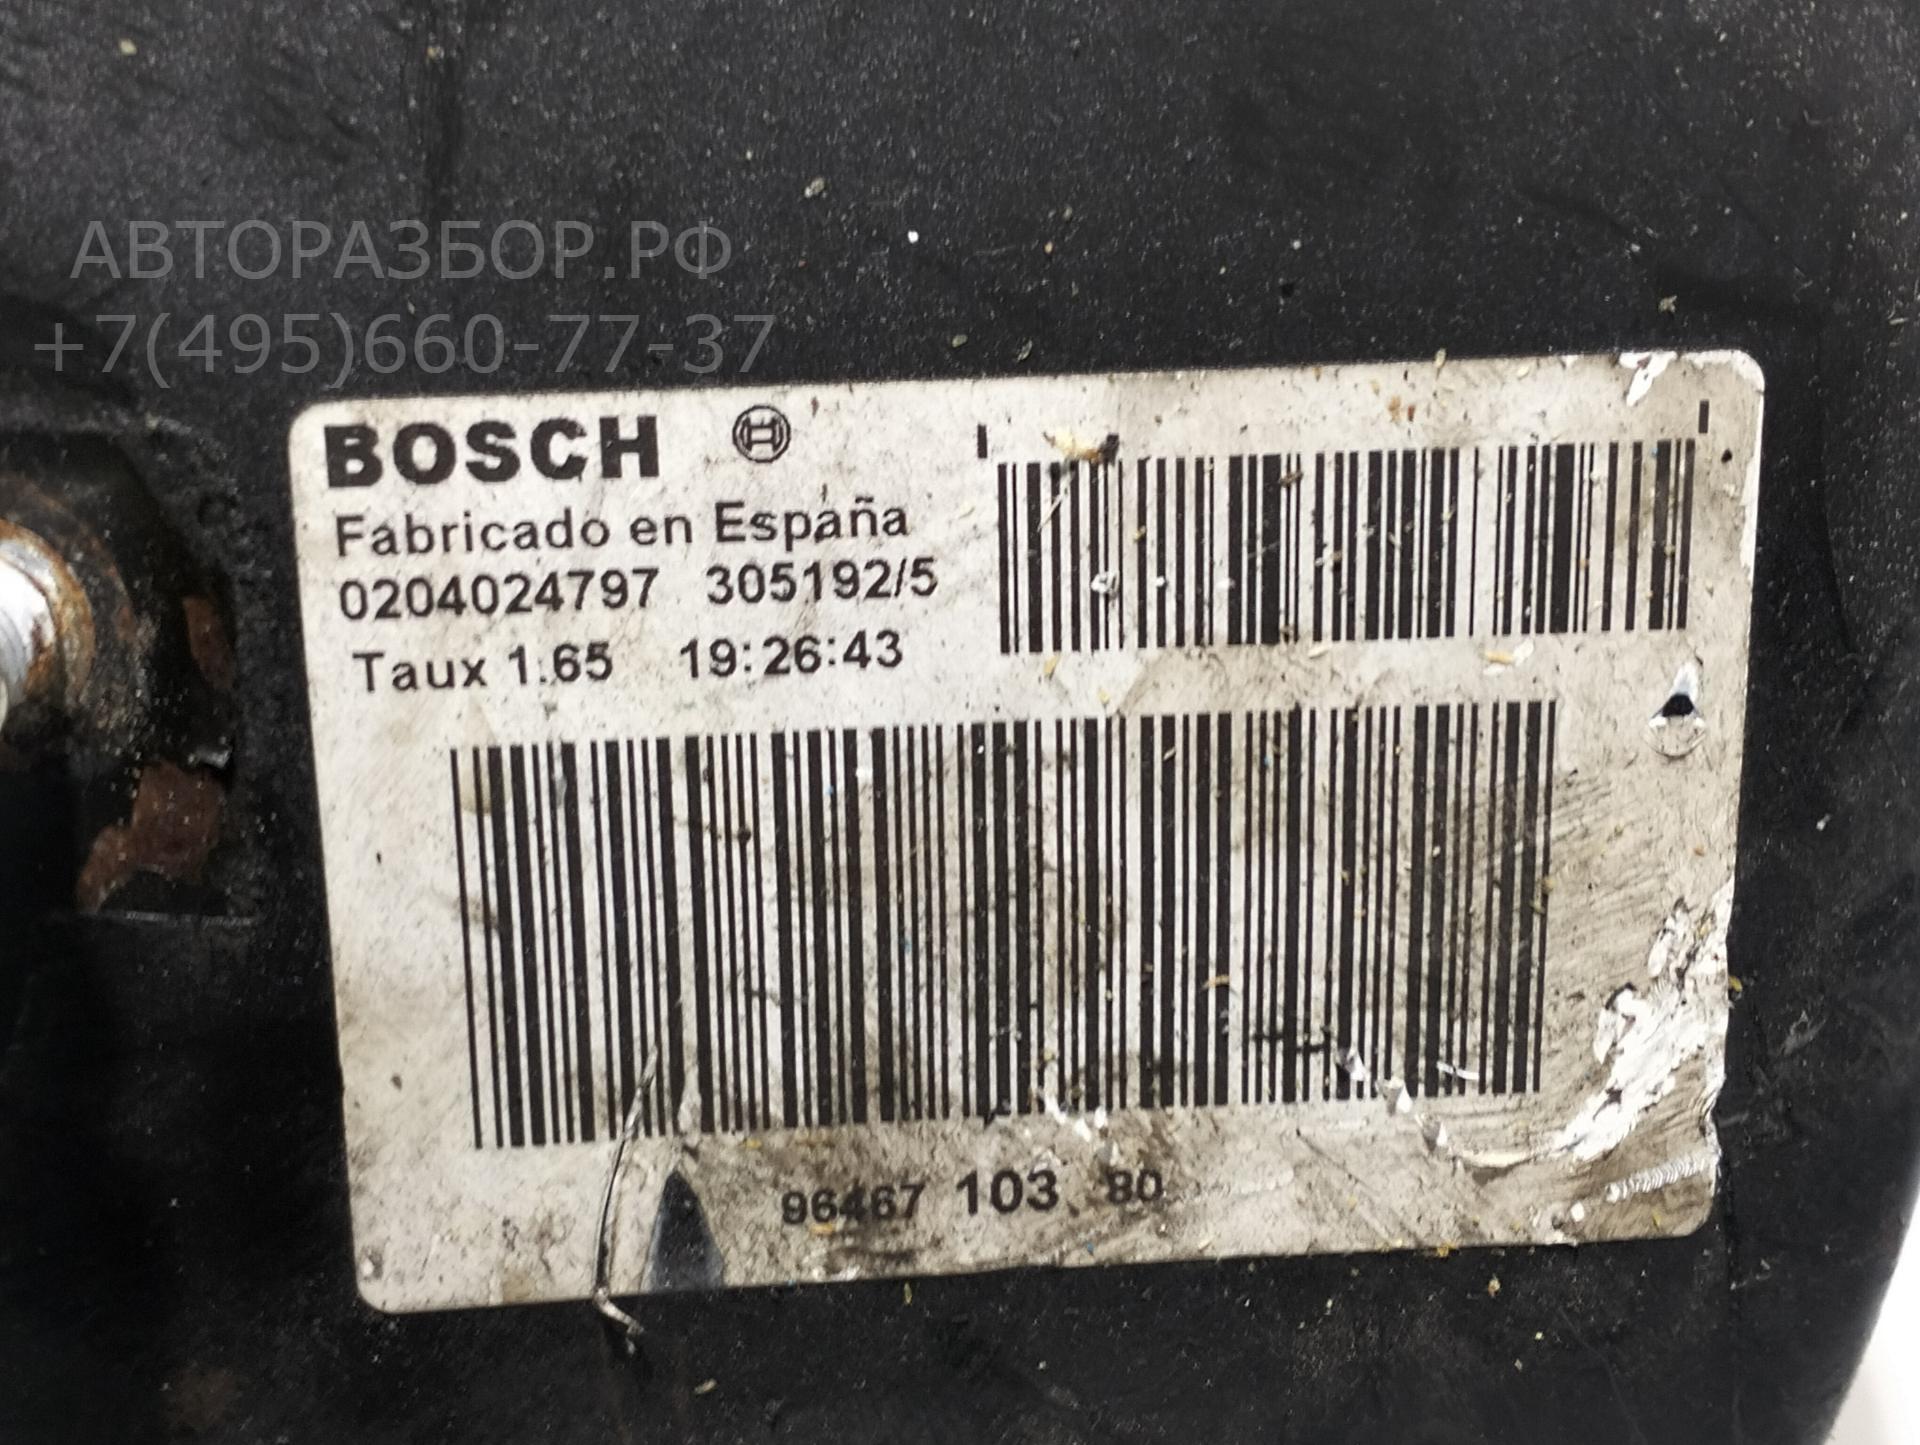 АВТОРАЗБОР.РФ
+7(495)660-77-37
BOSCH
Fabricado en España
0204024797 305192/5
Taux 1.65 19:26:43
96467 103 80